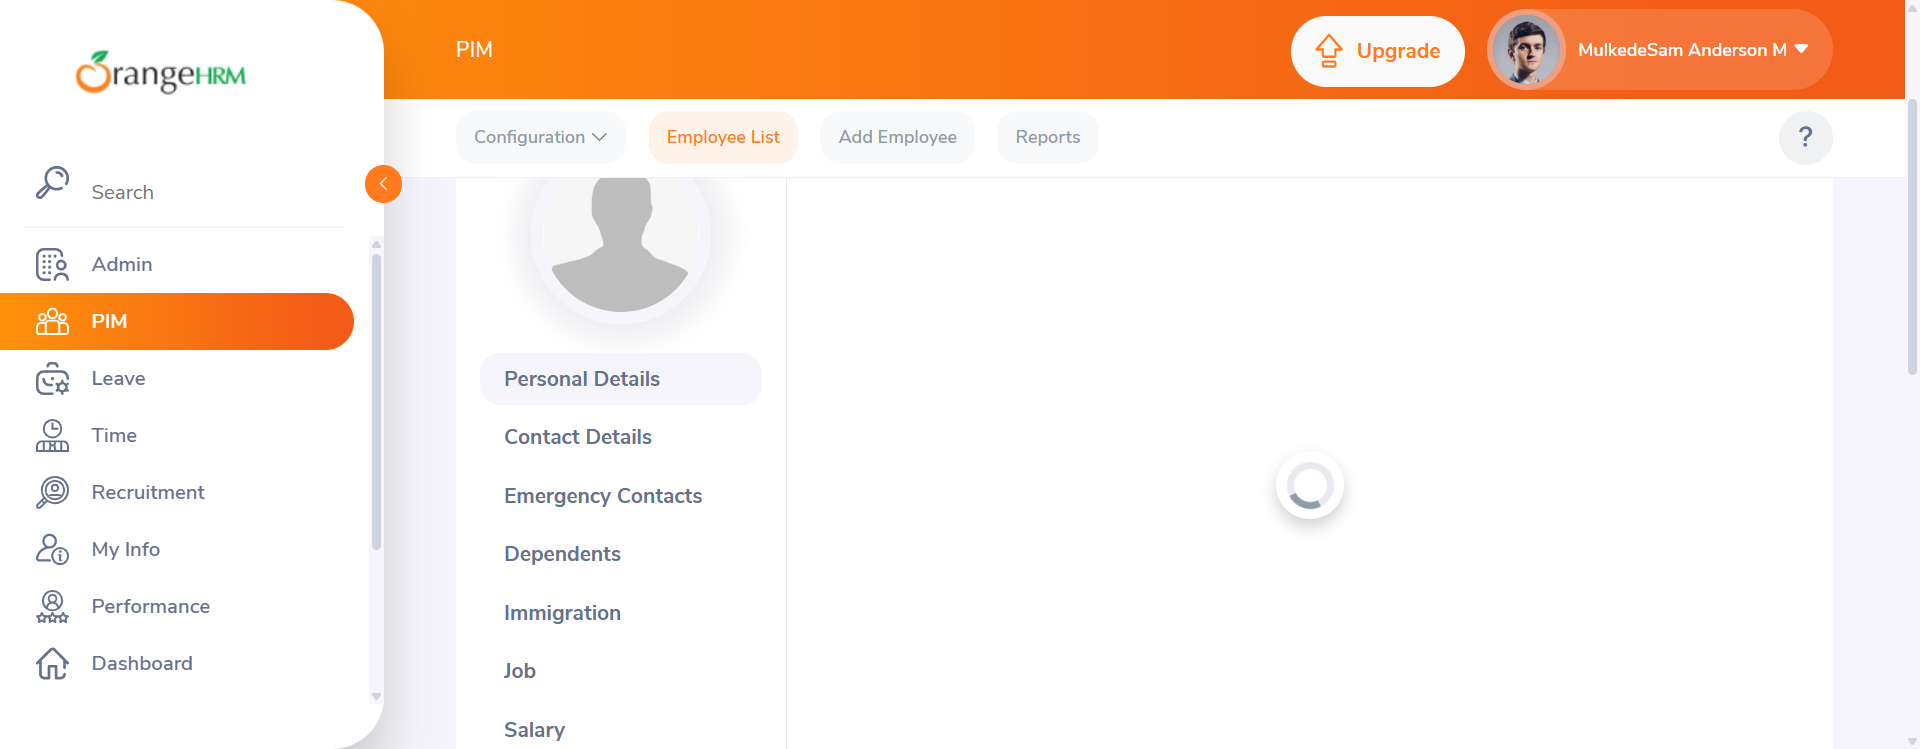 OrangeHRM
PIM
Upgrade
MulkedeSam Anderson M
Configuration
Employee List
Add Employee
Reports
?
Search
Admin
PIM
Leave
Time
Recruitment
My Info
Performance
Dashboard
Personal Details
Contact Details
Emergency Contacts
Dependents
Immigration
Job
Salary